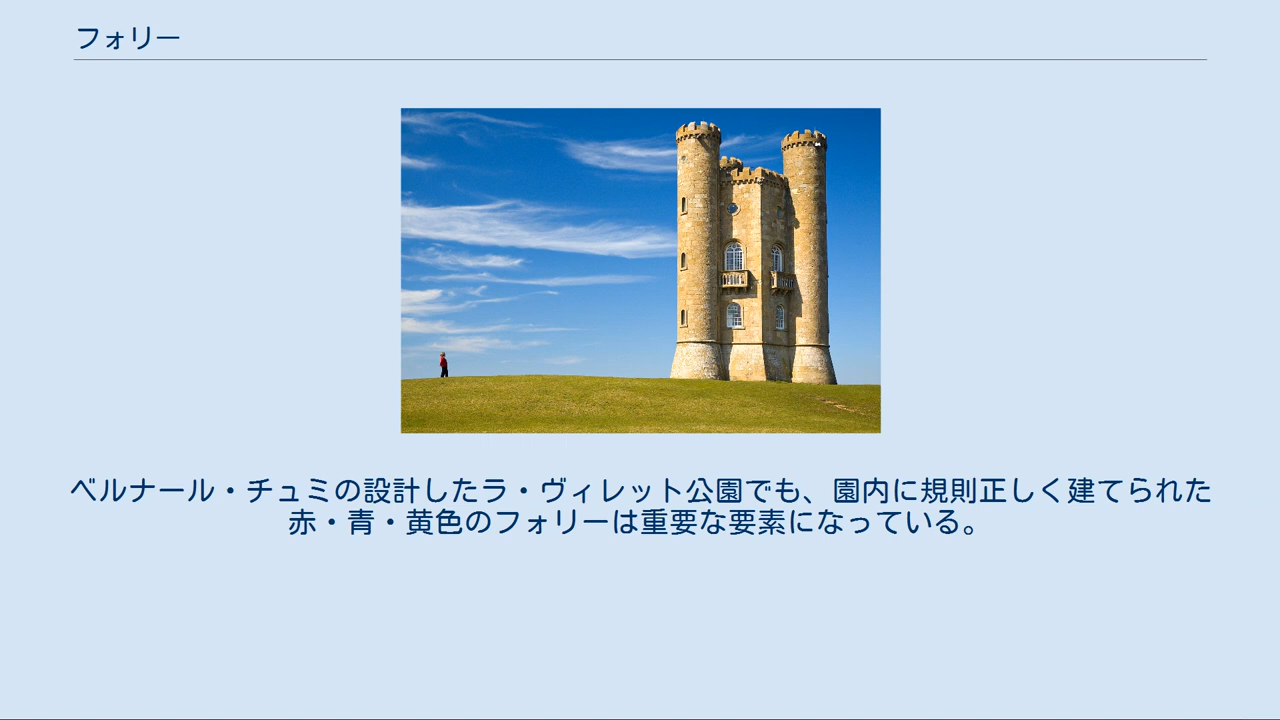 フォリー
ベルナール・チュミの設計したラ・ヴィレット公園でも、園内に規則正しく建てられた
赤・青・黄色のフォリーは重要な要素になっている。